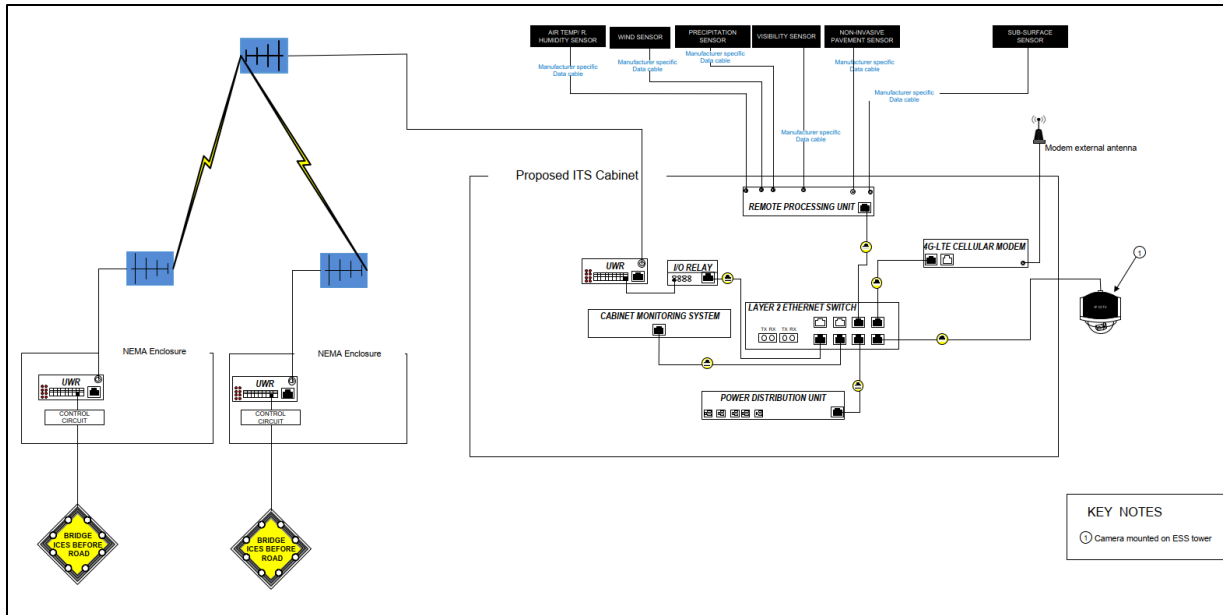 AIR TEMP/ R.
HUMIDITY SENSOR
WIND SENSOR
PRECIPITATION
SENSOR
VISIBILITY SENSOR
NON-INVASIVE
PAVEMENT SENSOR
SUB-SURFACE
SENSOR
Manufacturer specific
Data cable
Manufacturer specific
Data cable
Manufacturer specific
Data cable
Manufacturer specific
Data cable
Manufacturer specific
Data cable
Manufacturer specific
Data cable
Modem external antenna
Proposed ITS Cabinet
REMOTE PROCESSING UNIT
4G-LTE CELLULAR MODEM
1
UWR
I/O RELAY
LAYER 2 ETHERNET SWITCH
CABINET MONITORING SYSTEM
TX RX
TX RX
POWER DISTRIBUTION UNIT
NEMA Enclosure
NEMA Enclosure
UWR
UWR
CONTROL
CIRCUIT
CONTROL
CIRCUIT
BRIDGE
ICES BEFORE
ROAD
BRIDGE
ICES BEFORE
ROAD
KEY NOTES
1 Camera mounted on ESS tower